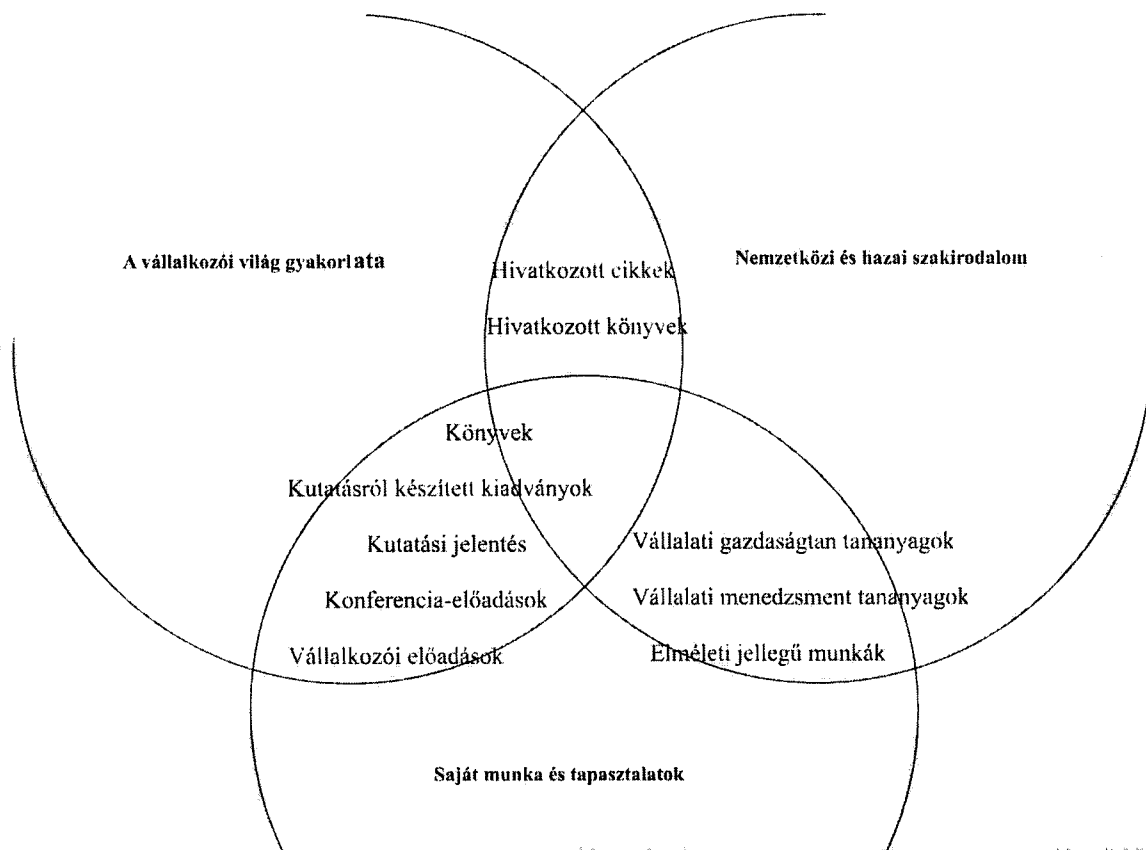 A vállalkozói világ gyakorlata
Nemzetközi és hazai szakirodalom
Hivatkozott cikkek
Hivatkozott könyvek
Könyvek
Kutatásról készített kiadványok
Kutatási jelentés
Konferencia-előadások
Vállalkozói előadások
Vállalati gazdaságtan tananyagok
Vállalati menedzsment tananyagok
Elméleti jellegű munkák
Saját munka és tapasztalatok